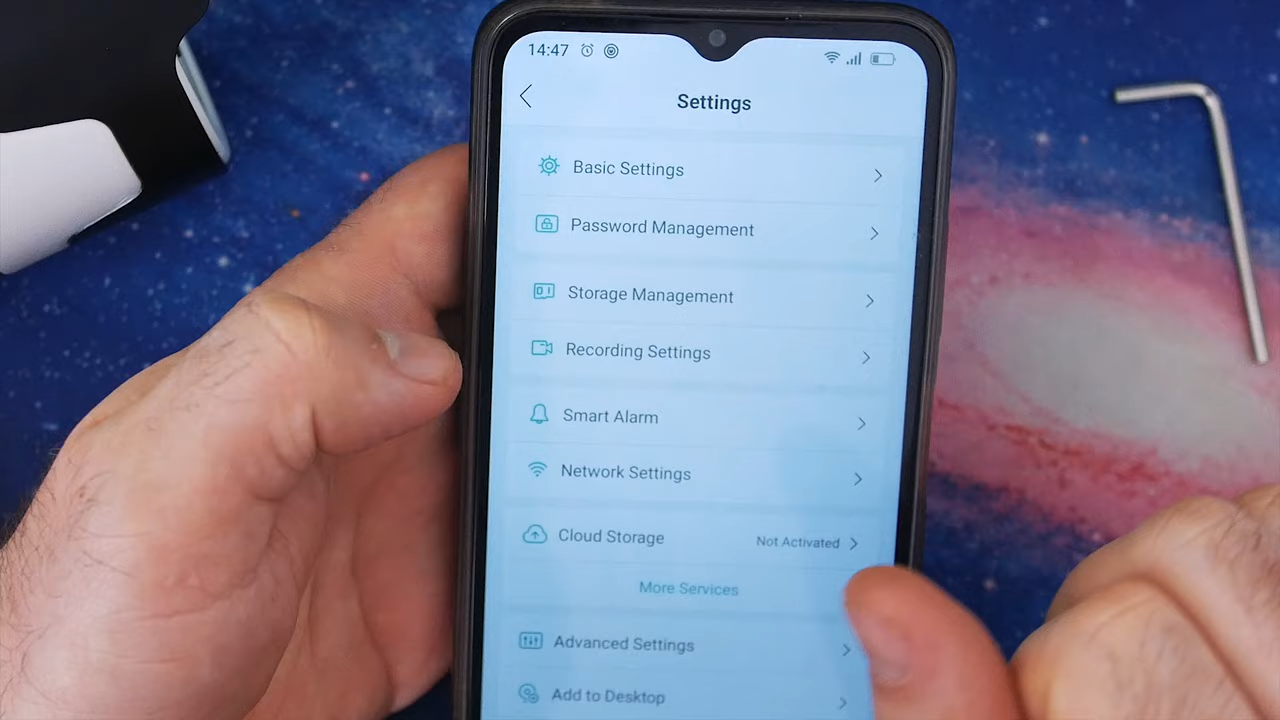 14:47
Settings
Basic Settings
Password Management
Storage Management
Recording Settings
Smart Alarm
Network Settings
Cloud Storage Not Activated
More Services
Advanced Settings
Add to Desktop